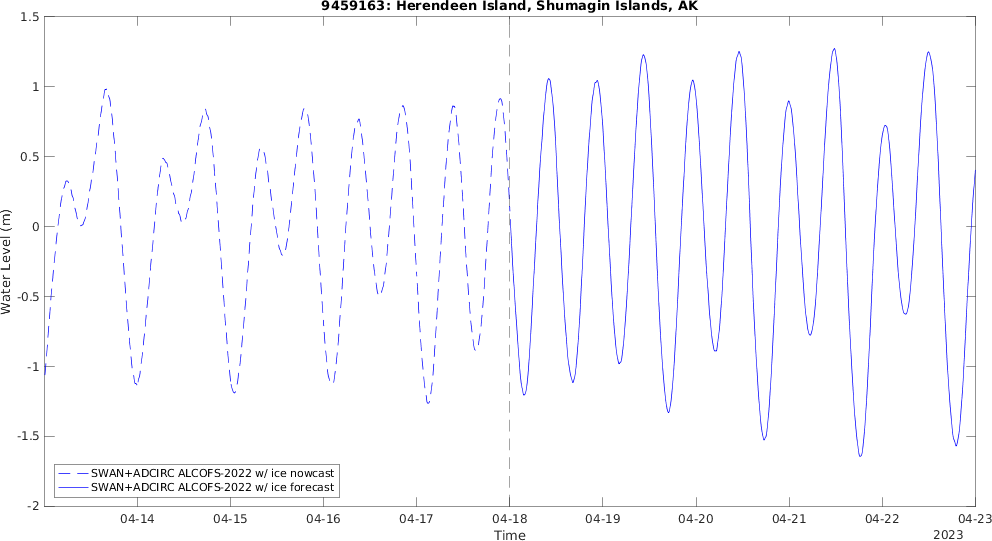 9459163: Herendeen Island, Shumagin Islands, AK
1.5
1
0.5
0
-0.5
-1
-1.5
-2
Water Level (m)
SWAN+ADCIRC ALCOFS-2022 w/ ice nowcast
SWAN+ADCIRC ALCOFS-2022 w/ ice forecast
04-14 04-15 04-16 04-17 04-18 04-19 04-20 04-21 04-22 04-23
Time
2023